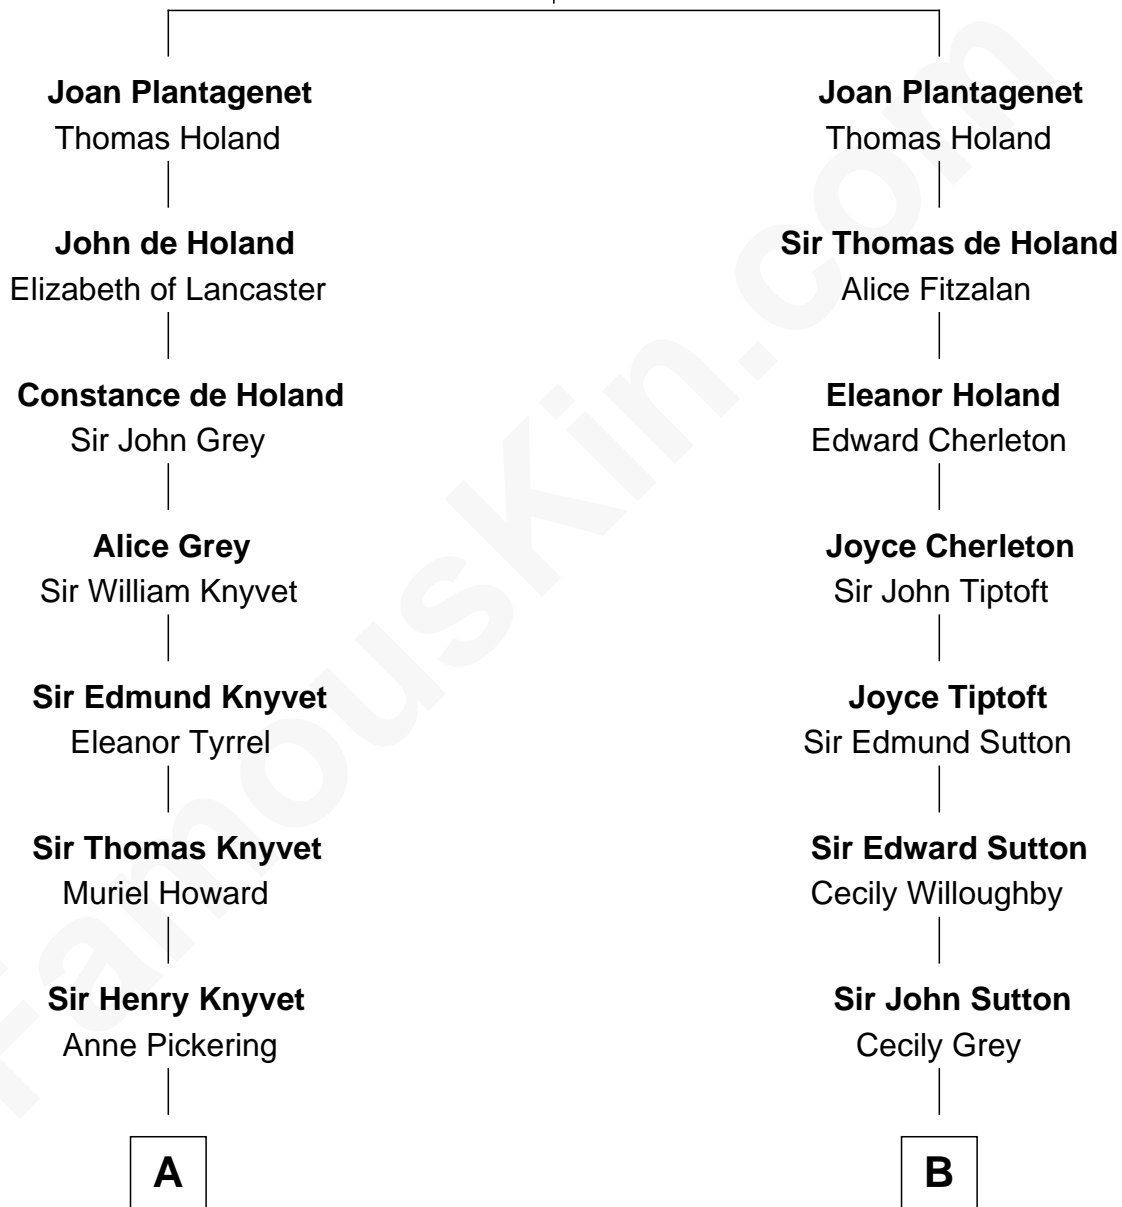 Joan Plantagenet
Thomas Holand
John de Holand
Elizabeth of Lancaster
Constance de Holand
Sir John Grey
Alice Grey
Sir William Knyvet
Sir Edmund Knyvet
Eleanor Tyrrel
Sir Thomas Knyvet
Muriel Howard
Sir Henry Knyvet
Anne Pickering
A
Joan Plantagenet
Thomas Holand
Sir Thomas de Holand
Alice Fitzalan
Eleanor Holand
Edward Cherleton
Joyce Cherleton
Sir John Tiptoft
Joyce Tiptoft
Sir Edmund Sutton
Sir Edward Sutton
Cecily Willoughby
Sir John Sutton
Cecily Grey
B
FamousKin.com